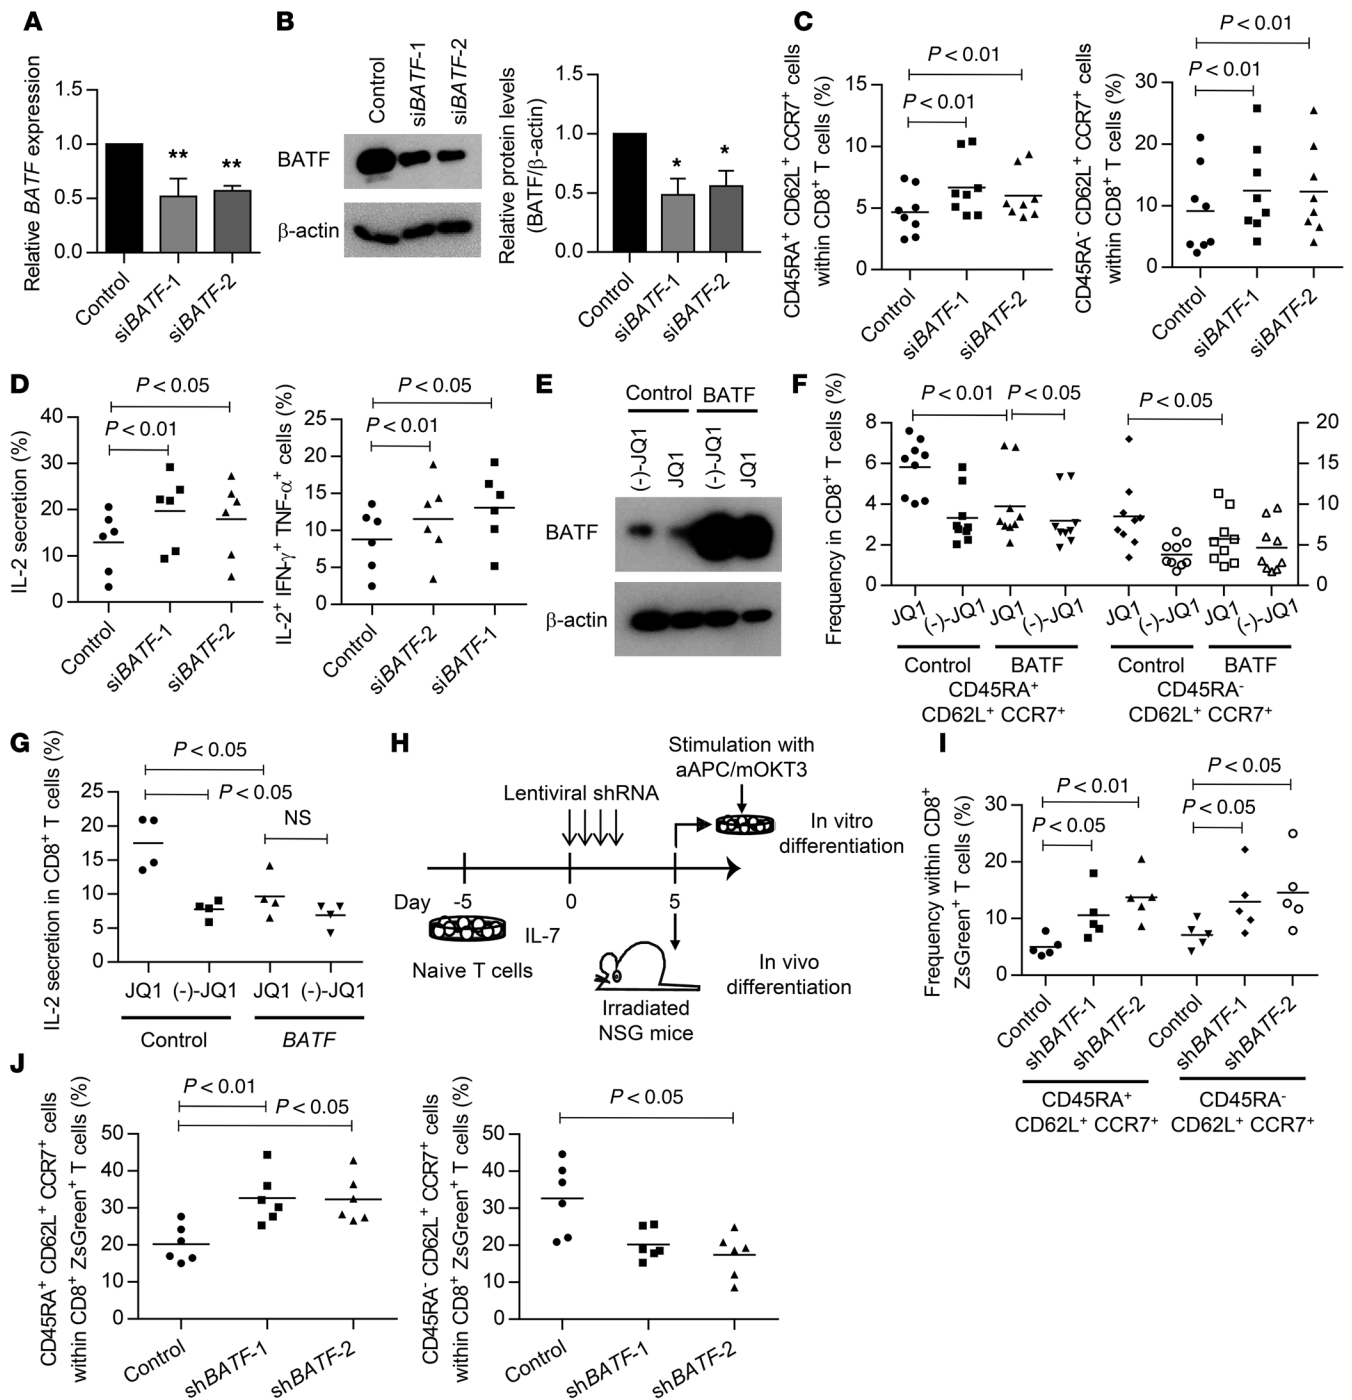 A
Relative BATF expression
1.5
1.0
0.5
0.0
**
**
Control
siBATF-1
siBATF-2
B
Control
siBATF-1
siBATF-2
BATF
β-actin
Relative protein levels
(BATF/β-actin)
1.5
1.0
0.5
0.0
*
*
Control
siBATF-1
siBATF-2
C
CD45RA⁺ CD62L⁺ CCR7⁺ cells
within CD8⁺ T cells (%)
15
10
5
0
P < 0.01
P < 0.01
Control
siBATF-1
siBATF-2
CD45RA⁻ CD62L⁺ CCR7⁺ cells
within CD8⁺ T cells (%)
30
20
10
0
P < 0.01
P < 0.01
Control
siBATF-1
siBATF-2
D
IL-2 secretion (%)
40
30
20
10
0
P < 0.05
P < 0.01
Control
siBATF-1
siBATF-2
IL-2⁺ IFN-γ⁺ TNF-α⁺ cells (%)
25
20
15
10
5
0
P < 0.05
P < 0.01
Control
siBATF-2
siBATF-1
E
Control BATF
(-)-JQ1
JQ1
(-)-JQ1
JQ1
BATF
β-actin
F
Frequency in CD8⁺ T cells (%)
8
6
4
2
0
P < 0.01
P < 0.05
P < 0.05
20
15
10
5
0
JQ1
(-)-JQ1
JQ1
(-)-JQ1
JQ1
(-)-JQ1
JQ1
(-)-JQ1
Control BATF Control BATF
CD45RA⁺ CD45RA-
CD62L⁺ CCR7⁺ CD62L⁺ CCR7⁺
G
IL-2 secretion in CD8⁺ T cells (%)
25
20
15
10
5
0
P < 0.05
P < 0.05
NS
JQ1 (-)-JQ1 JQ1 (-)-JQ1
Control BATF
H
Stimulation with
aAPC/mOKT3
Lentiviral shRNA
In vitro
differentiation
Day -5 0 5
IL-7
Naive T cells
In vivo
differentiation
Irradiated
NSG mice
I
Frequency within CD8⁺
ZsGreen⁺ T cells (%)
30
20
10
0
P < 0.01
P < 0.05
P < 0.05
P < 0.05
Control
shBATF-1
shBATF-2
Control
shBATF-1
shBATF-2
CD45RA⁺ CD45RA-
CD62L⁺ CCR7⁺ CD62L⁺ CCR7⁺
J
CD45RA⁺ CD62L⁺ CCR7⁺ cells
within CD8⁺ ZsGreen⁺ T cells (%)
50
40
30
20
10
0
P < 0.01
P < 0.05
Control
shBATF-1
shBATF-2
CD45RA⁻ CD62L⁺ CCR7⁺ cells
within CD8⁺ ZsGreen⁺ T cells (%)
50
40
30
20
10
0
P < 0.05
Control
shBATF-1
shBATF-2